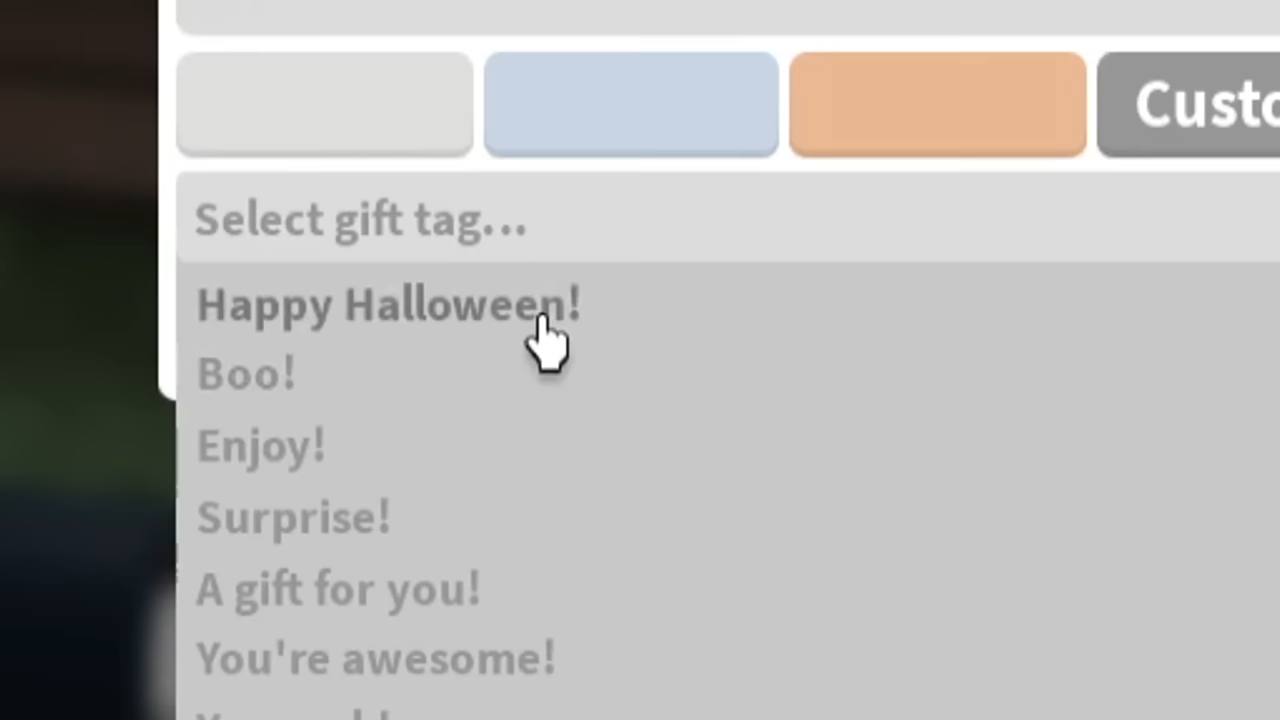 Custo
Select gift tag...
Happy Halloween!
Boo!
Enjoy!
Surprise!
A gift for you!
You're awesome!